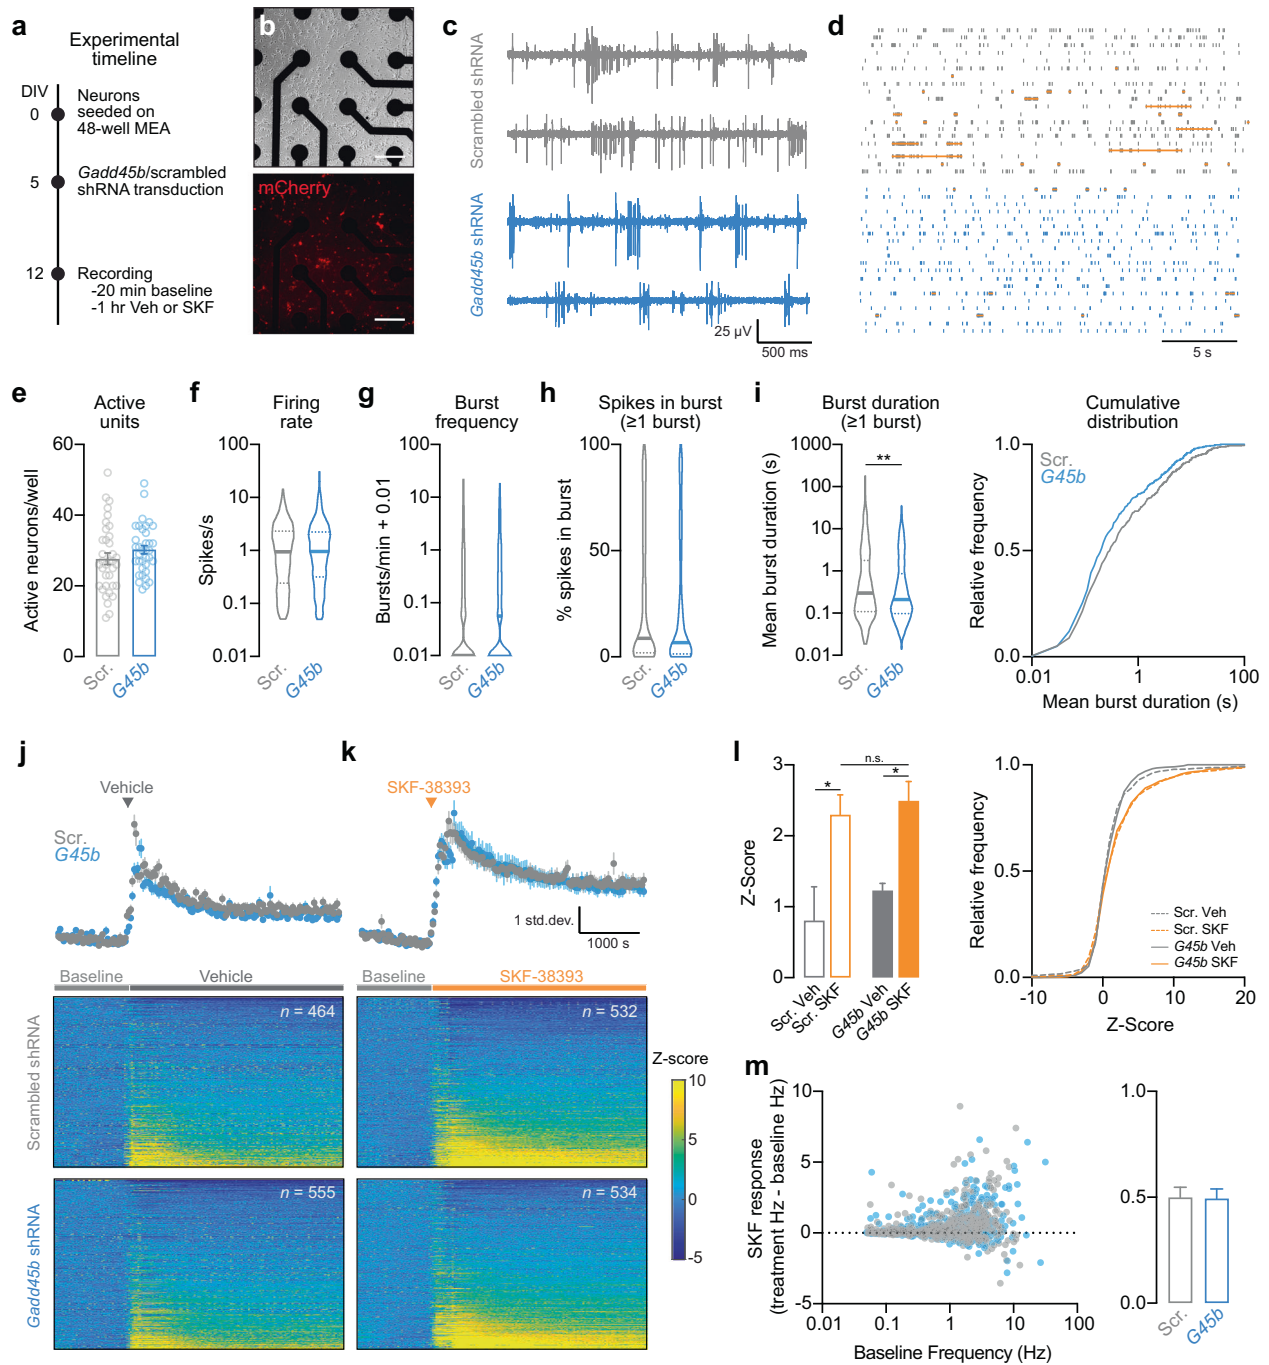 a
Experimental
timeline
DIV
0
Neurons
seeded on
48-well MEA
5
Gadd45b/scrambled
shRNA transduction
12
Recording
-20 min baseline
-1 hr Veh or SKF
b
mCherry
c
Scrambled shRNA
Gadd45b shRNA
25 µV
500 ms
d
5 s
e
Active
units
Active neurons/well
60
40
20
0
Scr.
G45b
f
Firing
rate
Spikes/s
100
10
1
0.1
0.01
Scr.
G45b
g
Burst
frequency
Bursts/min + 0.01
100
10
1
0.1
0.01
Scr.
G45b
h
Spikes in burst
(≥1 burst)
% spikes in burst
100
50
0
Scr.
G45b
i
Burst duration
(≥1 burst)
Mean burst duration (s)
1000
100
10
1
0.1
0.01
**
Scr.
G45b
Cumulative
distribution
Relative frequency
1.0
0.5
0.0
Scr.
G45b
0.01
1
100
Mean burst duration (s)
j
Vehicle
Scr.
G45b
k
SKF-38393
1 std.dev.
1000 s
Baseline
Vehicle
Baseline
SKF-38393
Scrambled shRNA
n = 464
n = 532
Gadd45b shRNA
n = 555
n = 534
Z-score
10
5
0
-5
l
Z-Score
3
2
1
0
*
n.s.
*
Scr. Veh
Scr. SKF
G45b Veh
G45b SKF
Relative frequency
1.0
0.5
0.0
Scr. Veh
Scr. SKF
G45b Veh
G45b SKF
-10
0
10
20
Z-Score
m
SKF response
(treatment Hz - baseline Hz)
10
5
0
-5
0.01
0.1
1
10
100
Baseline Frequency (Hz)
1.0
0.5
0.0
Scr.
G45b